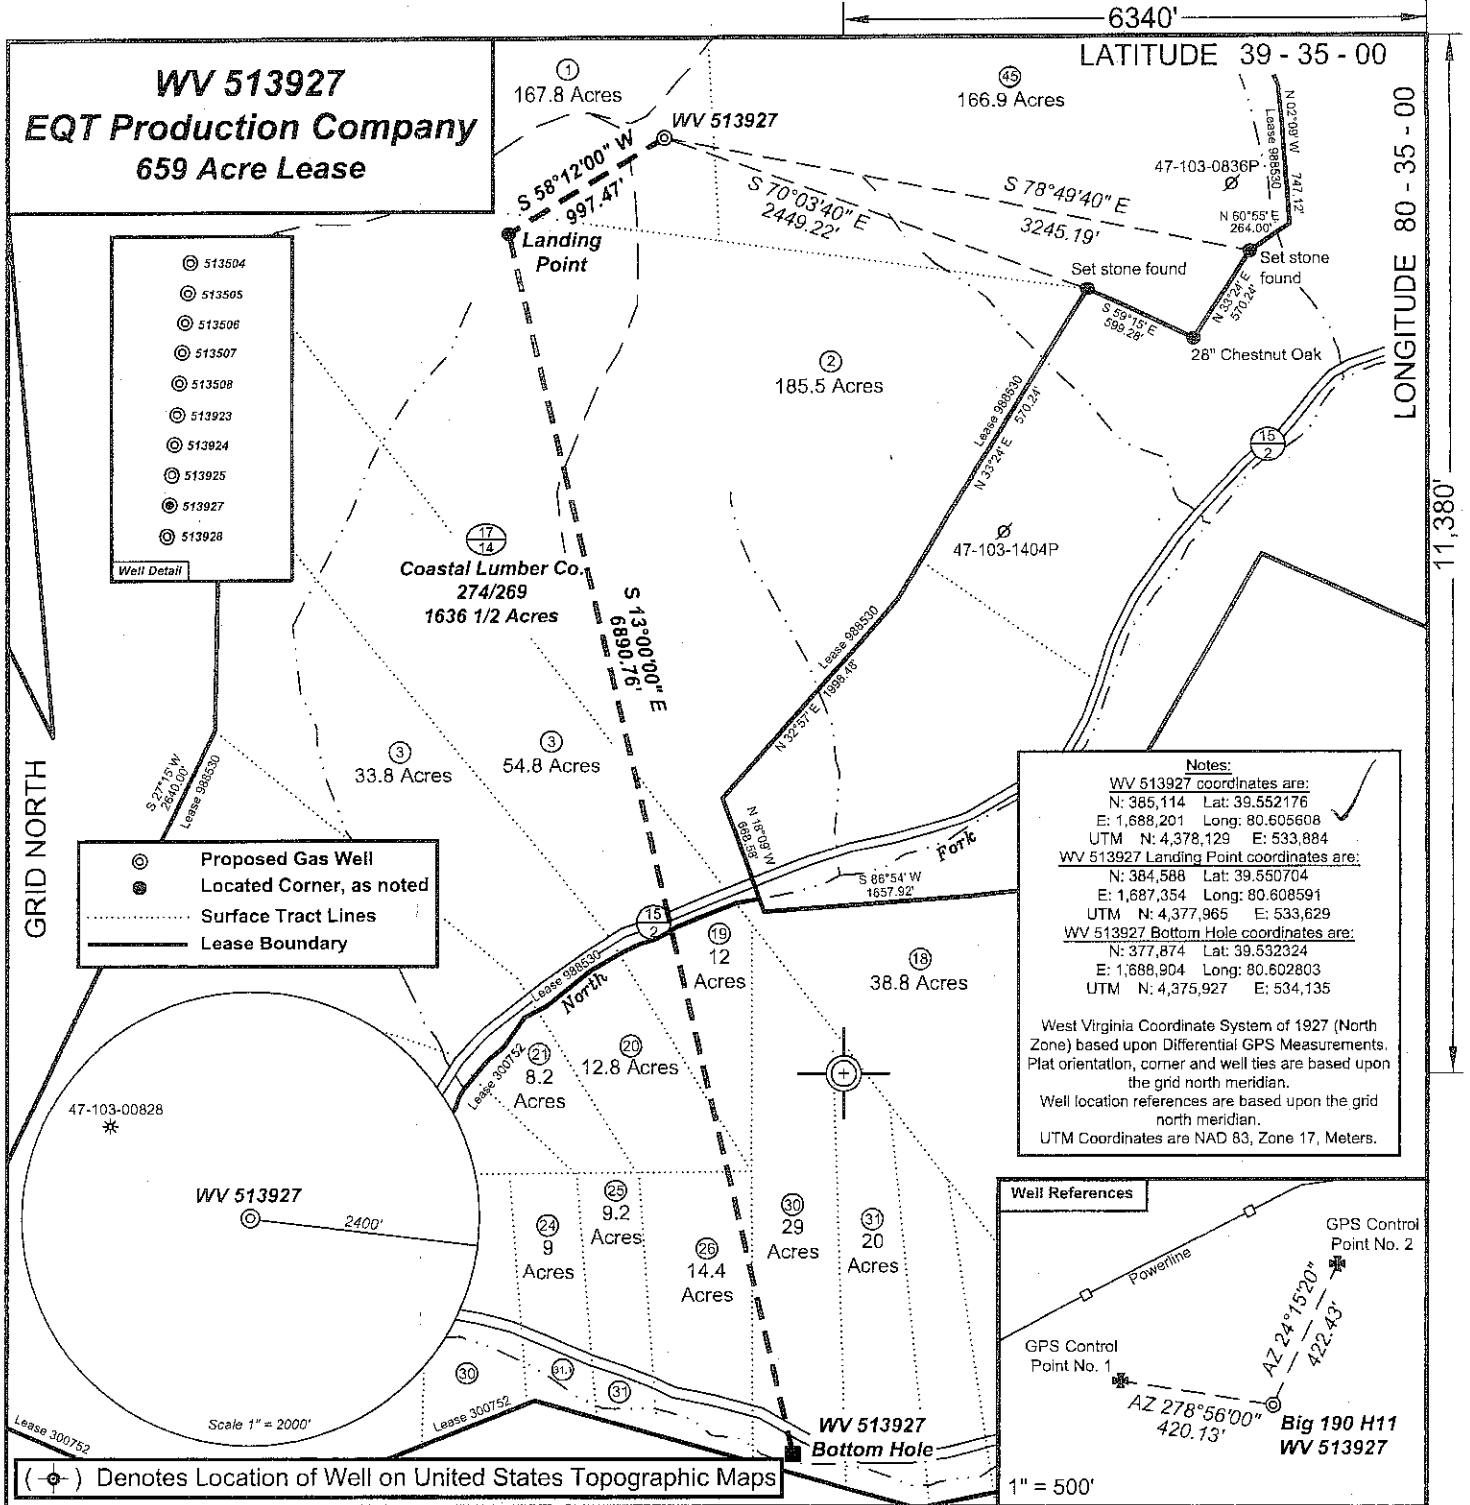 6340'
LATITUDE 39 - 35 - 00
LONGITUDE 80 - 35 - 00
11,380'
WV 513927
EQT Production Company
659 Acre Lease
1
167.8 Acres
45
166.9 Acres
WV 513927
S 58°12'00" W
997.47'
Landing
Point
S 70°03'40" E
2449.22'
S 78°49'40" E
3245.19'
47-103-0836P
N 02°08' W 747.12'
Lease 988530
N 60°55' E
264.00'
Set stone
found
Set stone found
S 59°15' E
599.28'
N 33°24' E
570.24'
28" Chestnut Oak
513504
513505
513506
513507
513508
513923
513924
513925
513927
513928
Well Detail
2
185.5 Acres
Lease 988530
N 33°24' E 570.24'
15
2
17
14
Coastal Lumber Co.
274/269
1636 1/2 Acres
47-103-1404P
S 13°00'00" E
6890.76'
Lease 988530
N 32°57' E 1998.48'
3
33.8 Acres
3
54.8 Acres
S 27°15' W
2640.00'
Lease 988530
GRID NORTH
Proposed Gas Well
Located Corner, as noted
Surface Tract Lines
Lease Boundary
N 18°09' W
668.58'
Fork
S 86°54' W
1657.92'
15
2
Lease 988530
North
Lease 300752
19
12
Acres
18
38.8 Acres
21
8.2
Acres
20
12.8 Acres
Notes:
WV 513927 coordinates are:
N: 385,114 Lat: 39.552176
E: 1,688,201 Long: 80.605608
UTM N: 4,378,129 E: 533,884
WV 513927 Landing Point coordinates are:
N: 384,588 Lat: 39.550704
E: 1,687,354 Long: 80.608591
UTM N: 4,377,965 E: 533,629
WV 513927 Bottom Hole coordinates are:
N: 377,874 Lat: 39.532324
E: 1,688,904 Long: 80.602803
UTM N: 4,375,927 E: 534,135
West Virginia Coordinate System of 1927 (North
Zone) based upon Differential GPS Measurements.
Plat orientation, corner and well ties are based upon
the grid north meridian.
Well location references are based upon the grid
north meridian.
UTM Coordinates are NAD 83, Zone 17, Meters.
47-103-00828
WV 513927
2400'
Scale 1" = 2000'
24
9
Acres
25
9.2
Acres
26
14.4
Acres
30
29
Acres
31
20
Acres
30
31.1
31
Lease 300752
Lease 300752
WV 513927
Bottom Hole
Well References
Powerline
GPS Control
Point No. 2
AZ 24°15'20"
422.43'
GPS Control
Point No. 1
AZ 278°56'00"
420.13'
Big 190 H11
WV 513927
1" = 500'
( ) Denotes Location of Well on United States Topographic Maps